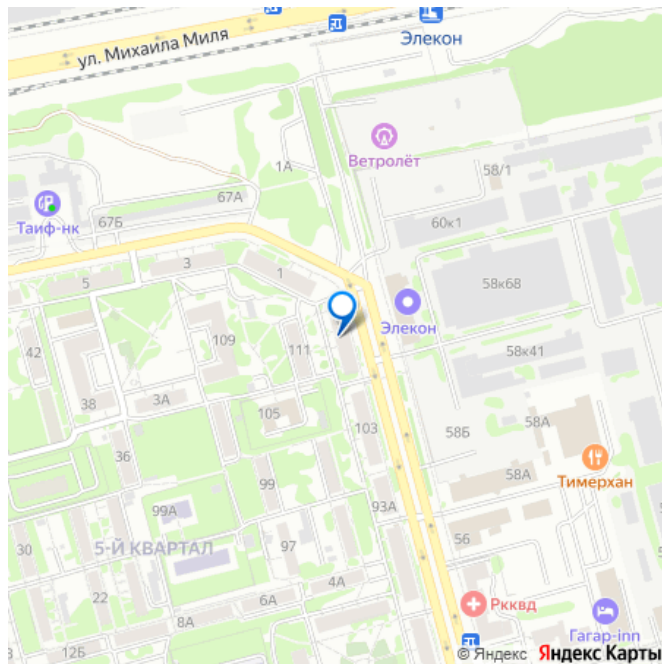 ул. Михаила Миля
Элекон
Ветролёт
1А
58/1
67А
67Б
Таиф-нк
60к1
3
1
5
58к68
Элекон
109
111
42
58к41
38
3А
105
103
58Б
58А
36
Тимерхан
99
58А
99А
93А
5-Й КВАРТАЛ
97
56
30
4А
22
6А
Ркквд
8А
12Б
Гагар-inn
© Яндекс Яндекс Карты